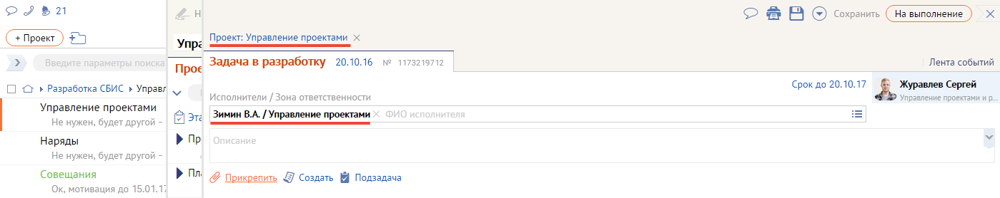 21
+ Проект
Введите параметры поиска
Разработка СБИС
Управл
Управление проектами
Не нужен, будет другой -
Наряды
Не нужен, будет другой -
Совещания
Ок, мотивация до 15.01.17
Н
Упра
Прое
Эта
Пр
Пла
Сохранить
На выполнение
Проект: Управление проектами
Задача в разработку 20.10.16 № 1173219712
Лента событий
Срок до 20.10.17
Журавлев Сергей
Управление проектами и р...
Исполнители / Зона ответственности
Зимин В.А. / Управление проектами ФИО исполнителя
Описание
Прикрепить Создать Подзадача